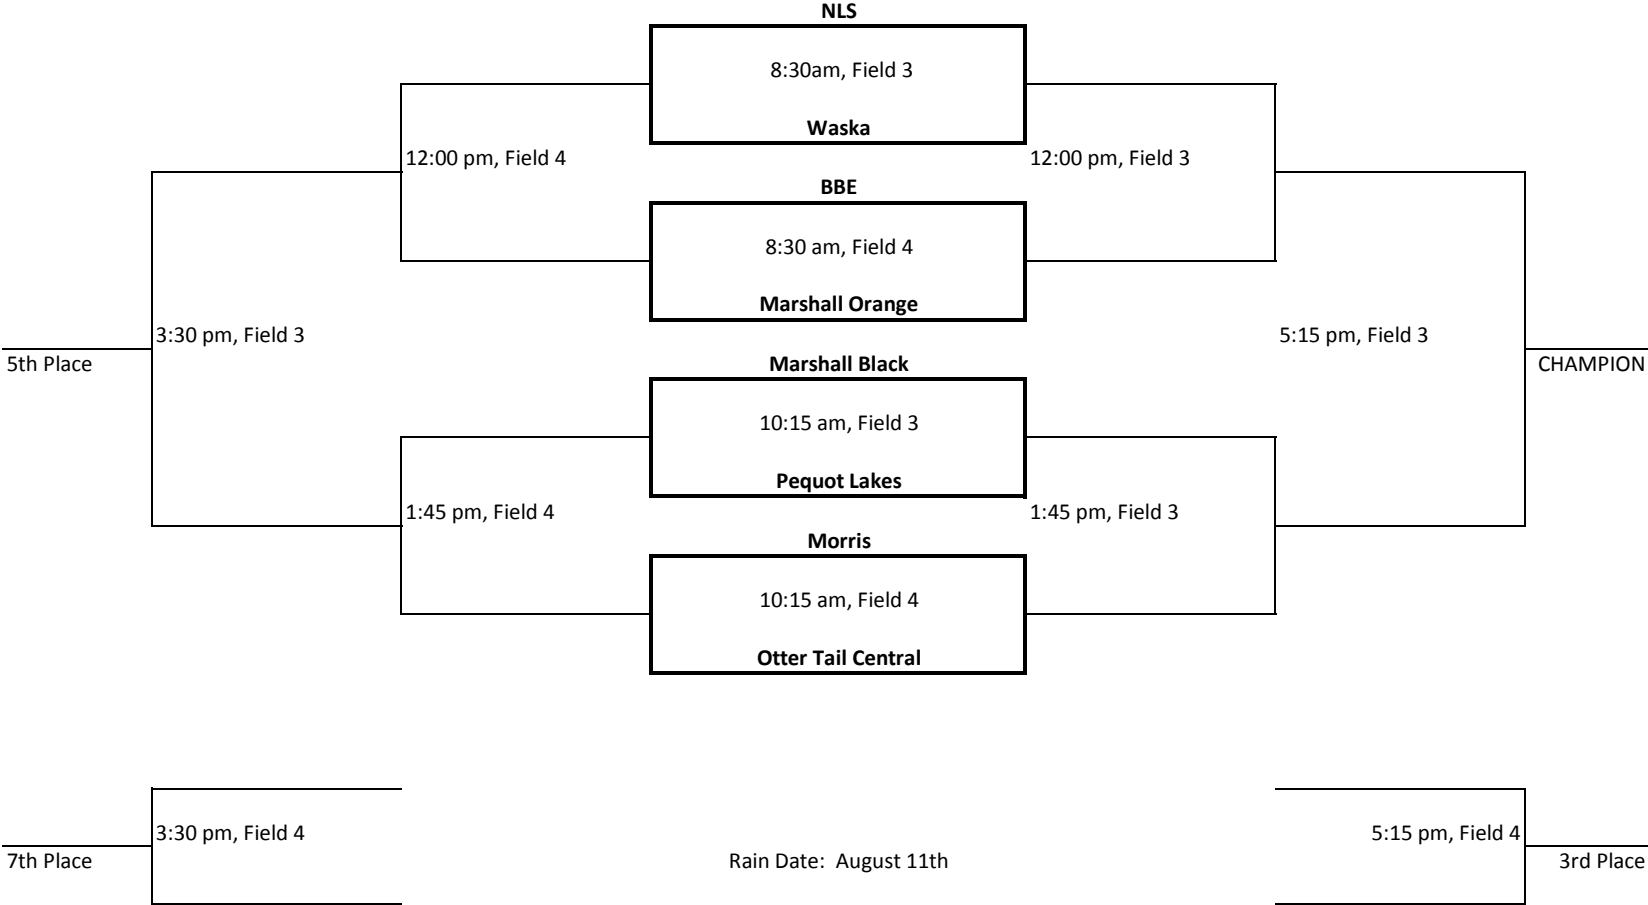 NLS
8:30am, Field 3
Waska
12:00 pm, Field 4
12:00 pm, Field 3
BBE
8:30 am, Field 4
Marshall Orange
3:30 pm, Field 3
5:15 pm, Field 3
5th Place
Marshall Black
CHAMPION
10:15 am, Field 3
Pequot Lakes
1:45 pm, Field 4
1:45 pm, Field 3
Morris
10:15 am, Field 4
Otter Tail Central
3:30 pm, Field 4
5:15 pm, Field 4
7th Place
Rain Date:  August 11th
3rd Place